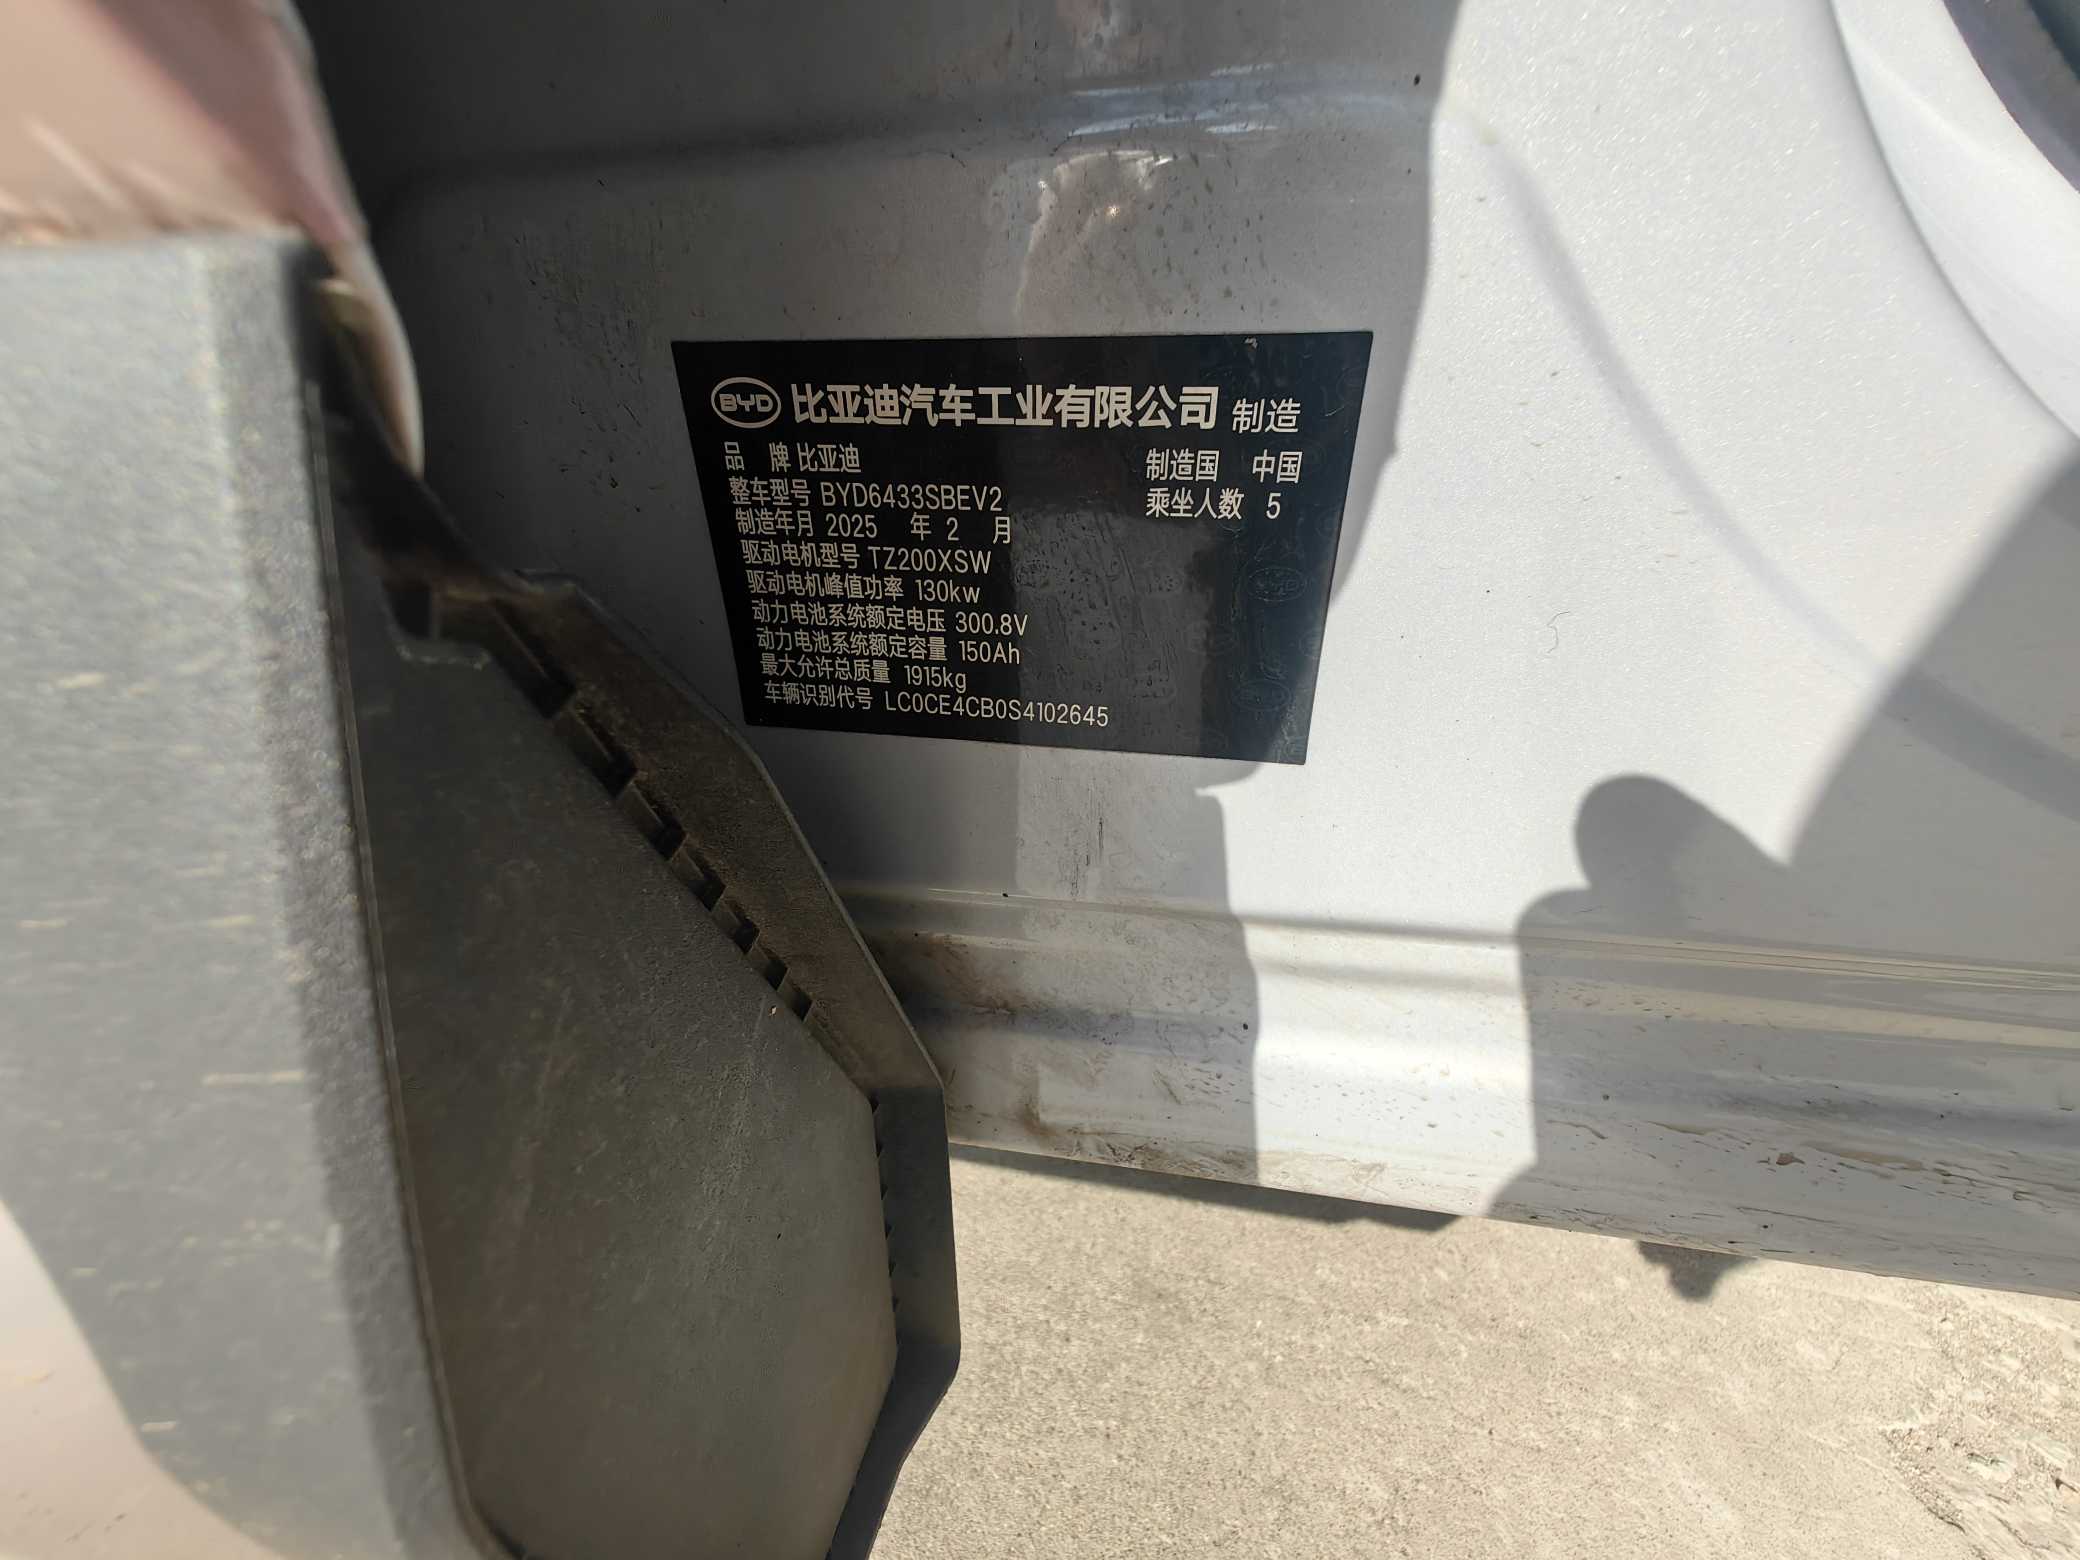 BYD 比亚迪汽车工业有限公司 制造
品 牌 比亚迪 制造国 中国
整车型号 BYD6433SBEV2 乘坐人数 5
制造年月 2025 年 2 月
驱动电机型号 TZ200XSW
驱动电机峰值功率 130kw
动力电池系统额定电压 300.8V
动力电池系统额定容量 150Ah
最大允许总质量 1915kg
车辆识别代号 LC0CE4CB0S4102645